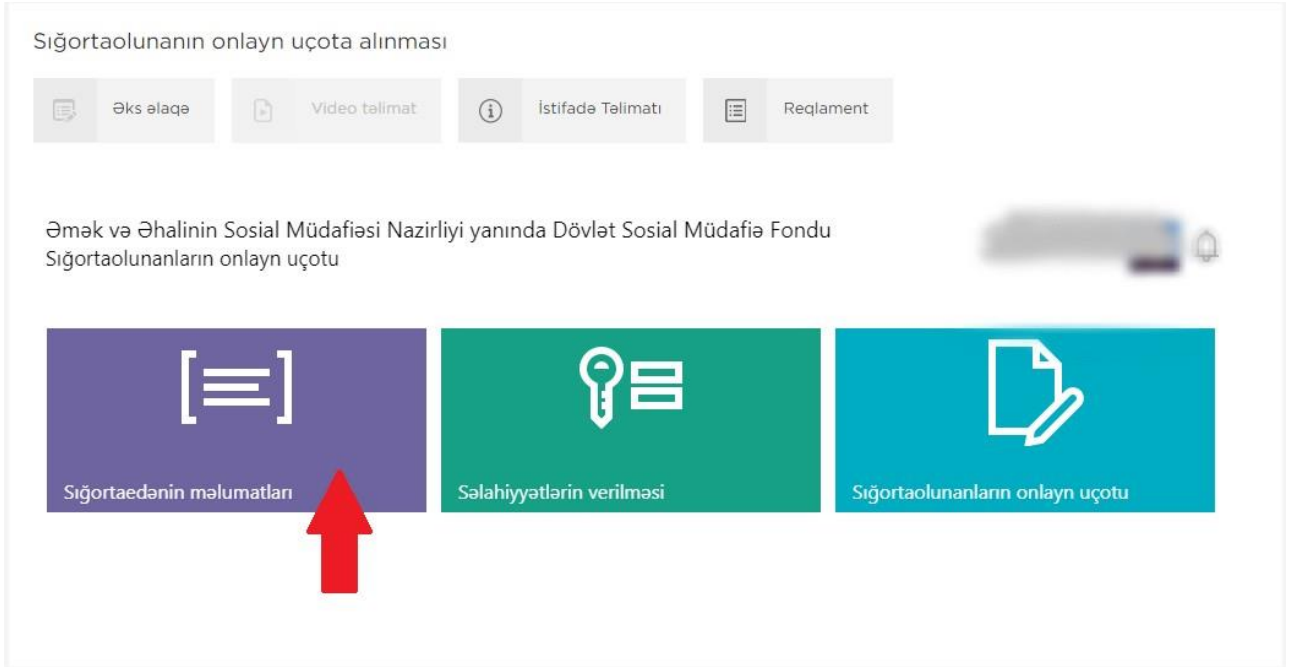 Sığortaolunanın onlayn uçota alınması
Əks əlaqə
Video təlimat
İstifadə Təlimatı
Reqlament
Əmək və Əhalinin Sosial Müdafiəsi Nazirliyi yanında Dövlət Sosial Müdafiə Fondu
Sığortaolunanların onlayn uçotu
Sığortaedənin məlumatları
Səlahiyyətlərin verilməsi
Sığortaolunanların onlayn uçotu